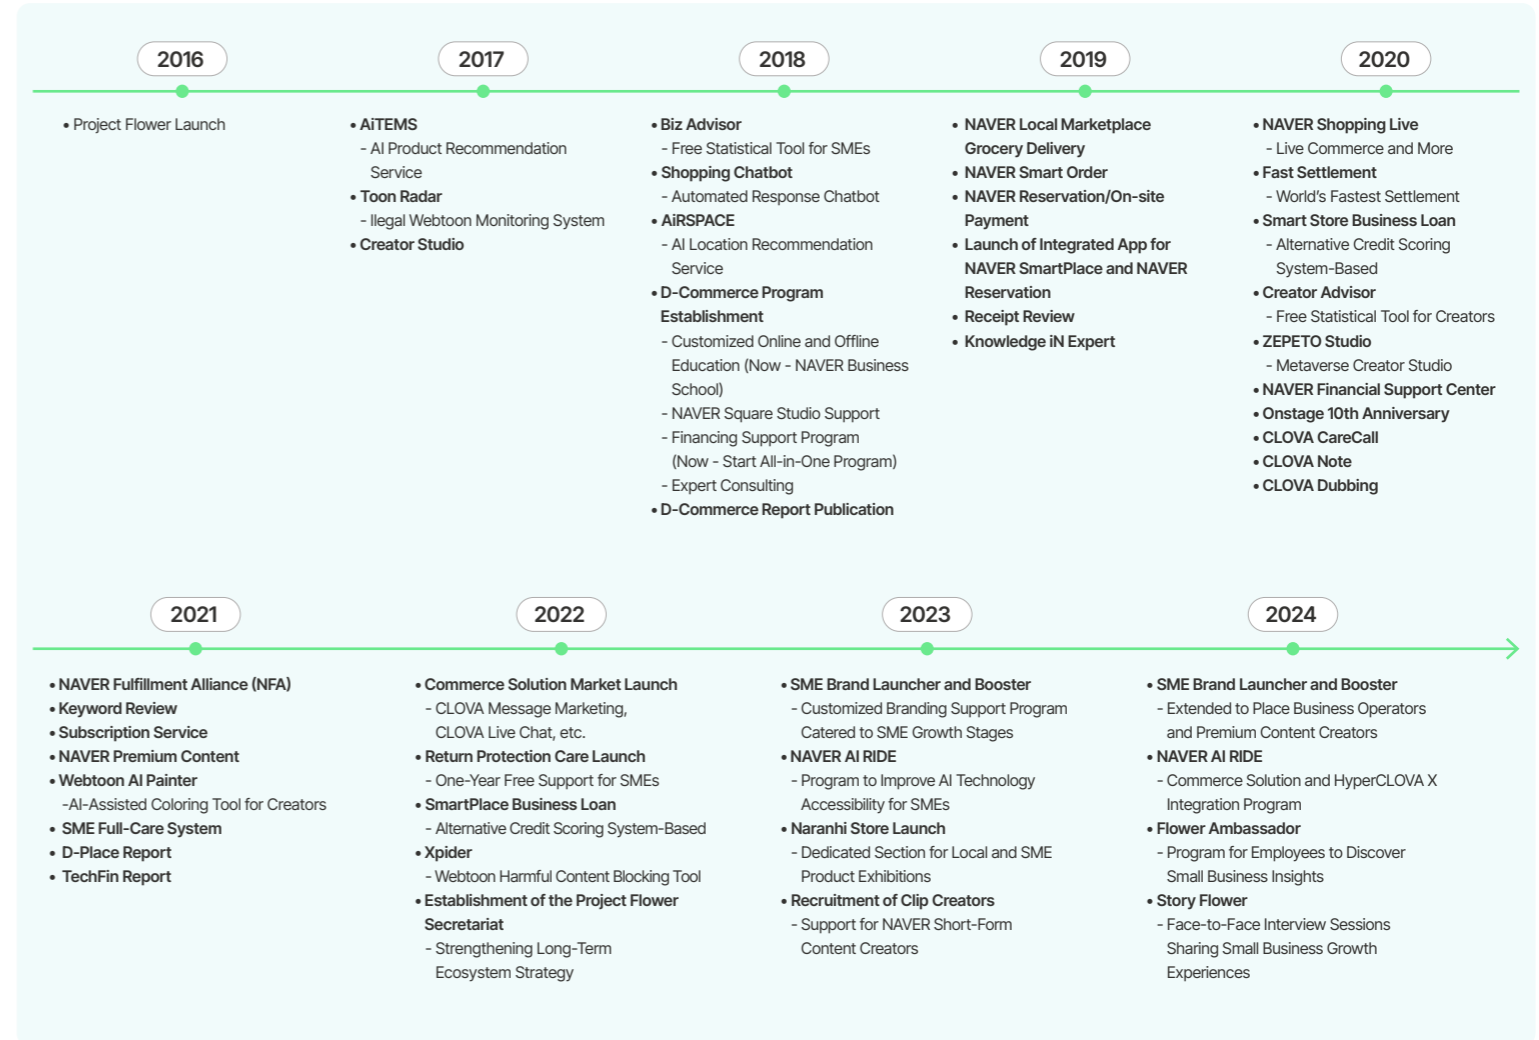 2016
• Project Flower Launch
2017
• AiTEMS
- AI Product Recommendation
Service
• Toon Radar
- Ilegal Webtoon Monitoring System
• Creator Studio
2018
• Biz Advisor
- Free Statistical Tool for SMEs
• Shopping Chatbot
- Automated Response Chatbot
• AiRSPACE
- AI Location Recommendation
Service
• D-Commerce Program
Establishment
- Customized Online and Offline
Education (Now - NAVER Business
School)
- NAVER Square Studio Support
- Financing Support Program
(Now - Start All-in-One Program)
- Expert Consulting
• D-Commerce Report Publication
2019
• NAVER Local Marketplace
Grocery Delivery
• NAVER Smart Order
• NAVER Reservation/On-site
Payment
• Launch of Integrated App for
NAVER SmartPlace and NAVER
Reservation
• Receipt Review
• Knowledge iN Expert
2020
• NAVER Shopping Live
- Live Commerce and More
• Fast Settlement
- World's Fastest Settlement
• Smart Store Business Loan
- Alternative Credit Scoring
System-Based
• Creator Advisor
- Free Statistical Tool for Creators
• ZEPETO Studio
- Metaverse Creator Studio
• NAVER Financial Support Center
• Onstage 10th Anniversary
• CLOVA CareCall
• CLOVA Note
• CLOVA Dubbing
2021
• NAVER Fulfillment Alliance (NFA)
• Keyword Review
• Subscription Service
• NAVER Premium Content
• Webtoon AI Painter
-AI-Assisted Coloring Tool for Creators
• SME Full-Care System
• D-Place Report
• TechFin Report
2022
• Commerce Solution Market Launch
- CLOVA Message Marketing,
CLOVA Live Chat, etc.
• Return Protection Care Launch
- One-Year Free Support for SMEs
• SmartPlace Business Loan
- Alternative Credit Scoring System-Based
• Xpider
- Webtoon Harmful Content Blocking Tool
• Establishment of the Project Flower
Secretariat
- Strengthening Long-Term
Ecosystem Strategy
2023
• SME Brand Launcher and Booster
- Customized Branding Support Program
Catered to SME Growth Stages
• NAVER AI RIDE
- Program to Improve AI Technology
Accessibility for SMEs
• Naranhi Store Launch
- Dedicated Section for Local and SME
Product Exhibitions
• Recruitment of Clip Creators
- Support for NAVER Short-Form
Content Creators
2024
• SME Brand Launcher and Booster
- Extended to Place Business Operators
and Premium Content Creators
• NAVER AI RIDE
- Commerce Solution and HyperCLOVA X
Integration Program
• Flower Ambassador
- Program for Employees to Discover
Small Business Insights
• Story Flower
- Face-to-Face Interview Sessions
Sharing Small Business Growth
Experiences